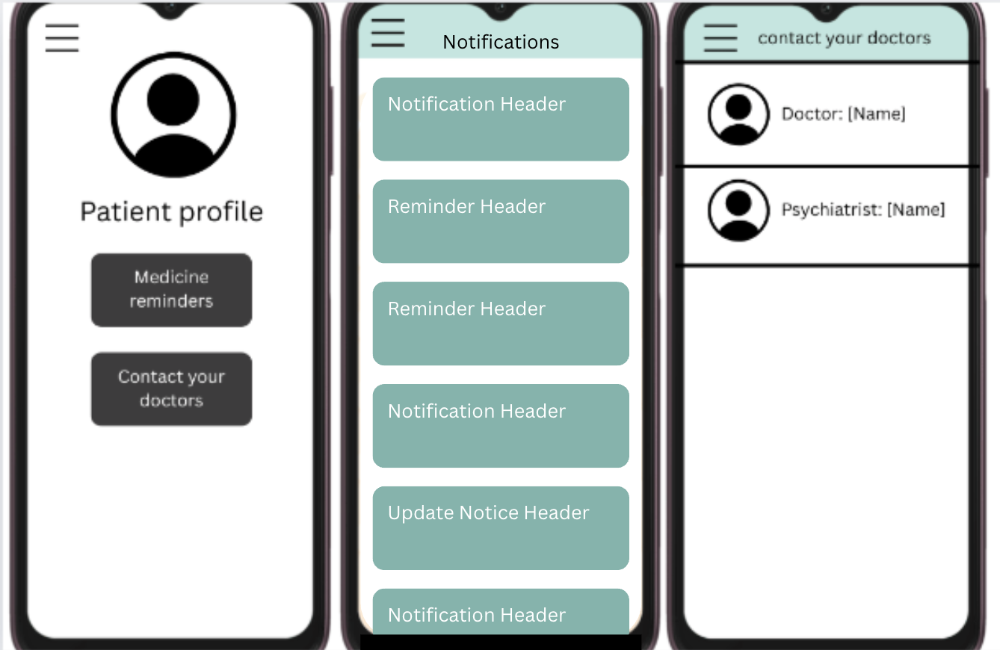 Patient profile
Medicine
reminders
Contact your
doctors
Notifications
Notification Header
Reminder Header
Reminder Header
Notification Header
Update Notice Header
Notification Header
contact your doctors
Doctor: [Name]
Psychiatrist: [Name]